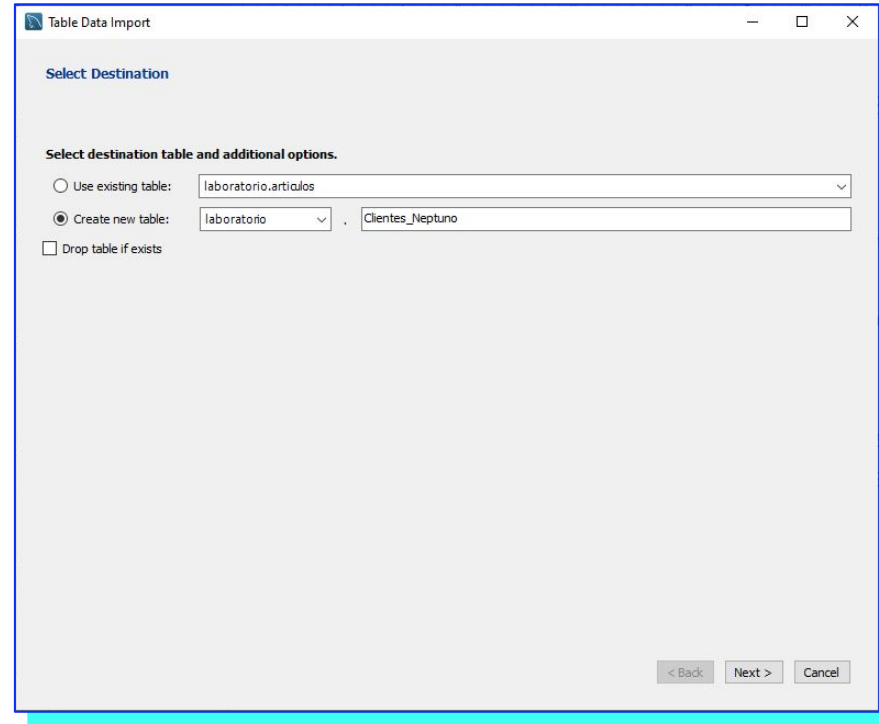 Table Data Import
Select Destination
Select destination table and additional options.
Use existing table: laboratorio.articulos
Create new table: laboratorio . Clientes_Neptuno
Drop table if exists
< Back Next > Cancel